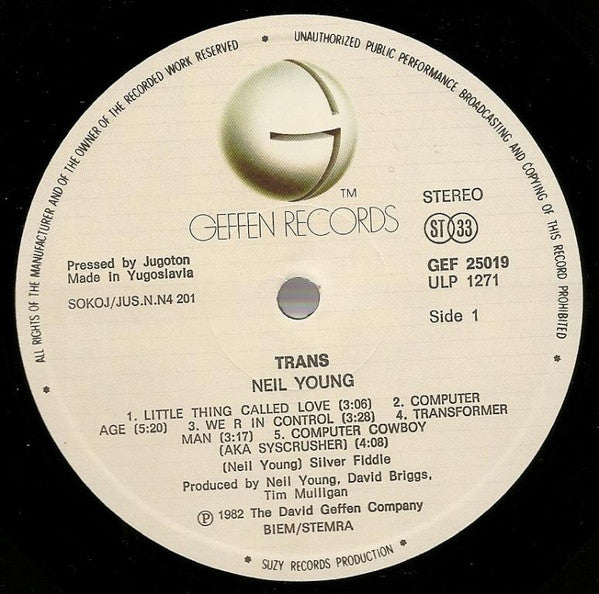 ALL RIGHTS OF THE MANUFACTURER AND OF THE OWNER OF THE RECORDED WORK RESERVED * UNAUTHORIZED PUBLIC PERFORMANCE BROADCASTING AND COPYING OF THIS RECORD PROHIBITED *
G
TM
GEFFEN RECORDS
STEREO
ST 33
Pressed by Jugoton
Made in Yugoslavia
SOKOJ/JUS.N.N4 201
GEF 25019
ULP 1271
Side 1
TRANS
NEIL YOUNG
1. LITTLE THING CALLED LOVE (3:06) 2. COMPUTER
AGE (5:20) 3. WE R IN CONTROL (3:28) 4. TRANSFORMER
MAN (3:17) 5. COMPUTER COWBOY
(AKA SYSCRUSHER) (4:08)
(Neil Young) Silver Fiddle
Produced by Neil Young, David Briggs,
Tim Mulligan
Ⓟ 1982 The David Geffen Company
BIEM/STEMRA
* SUZY RECORDS PRODUCTION *